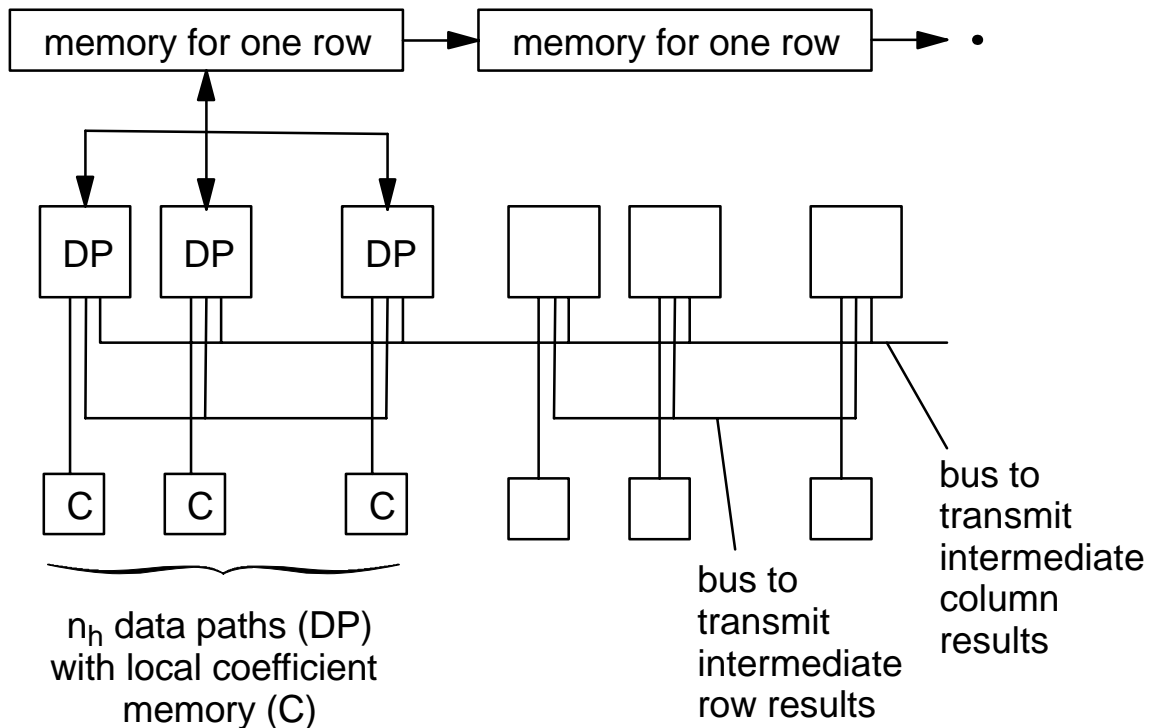 memory for one row
memory for one row
DP
DP
DP
C
C
C
n_h data paths (DP)
with local coefficient
memory (C)
bus to
transmit
intermediate
row results
bus to
transmit
intermediate
column
results